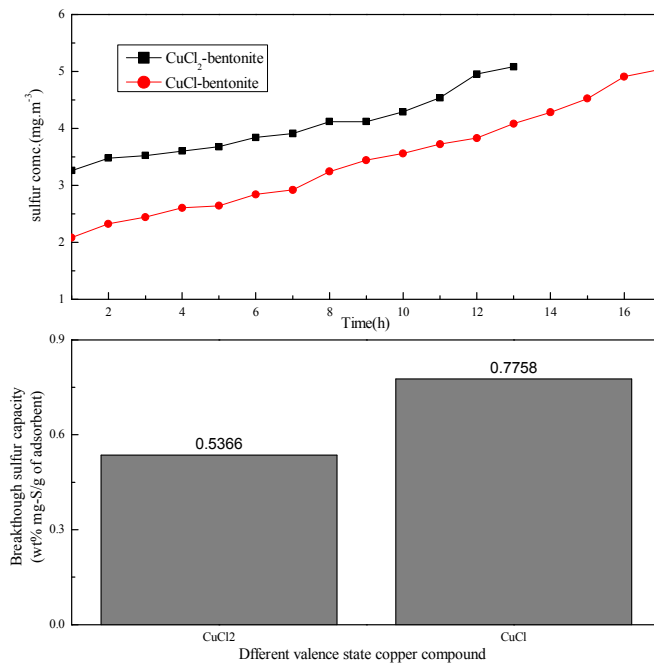 6
5
4
3
2
1
sulfur comc.(mg.m-3)
CuCl2-bentonite
CuCl-bentonite
2 4 6 8 10 12 14 16
Time(h)
0.9
0.6
0.3
0.0
Breakthough sulfur capacity
(wt% mg-S/g of adsorbent)
0.5366
0.7758
CuCl2 CuCl
Dfferent valence state copper compound